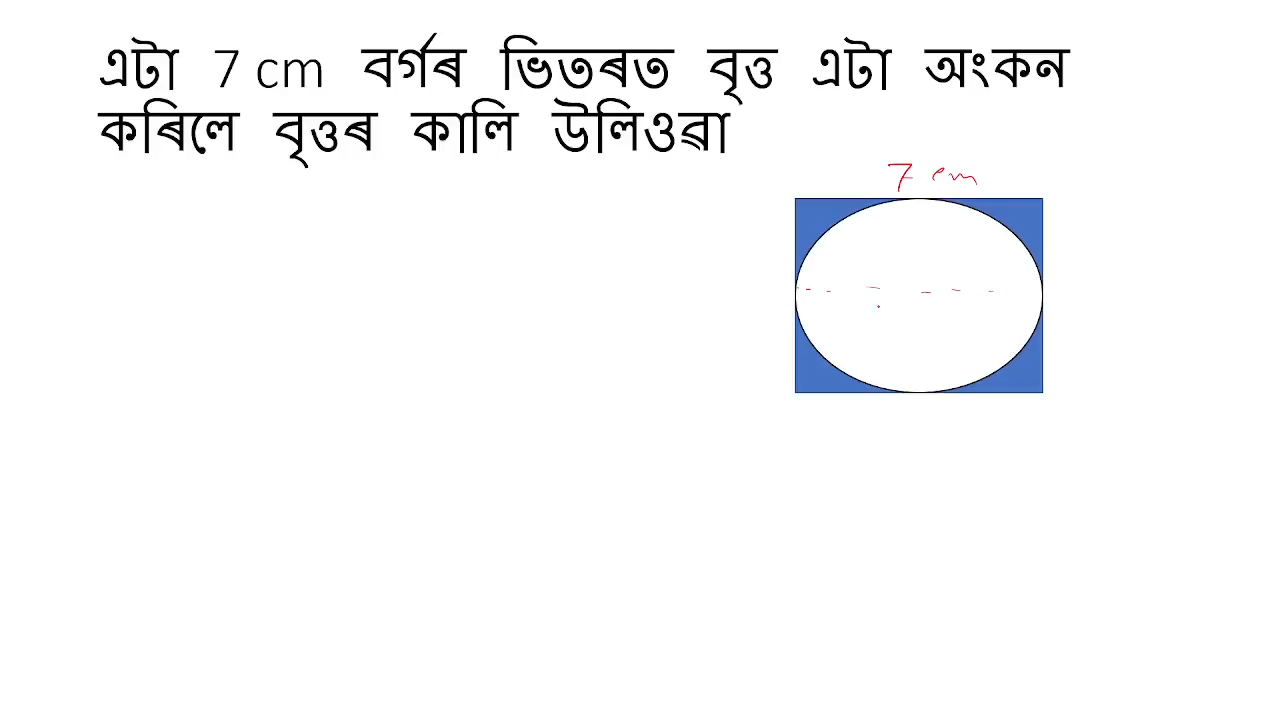 এটা 7 cm বৰ্গৰ ভিতৰত বৃত্ত এটা অংকন
কৰিলে বৃত্তৰ কালি উলিওৱা
7 cm